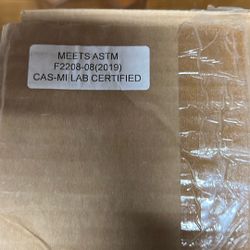 MEETS ASTM
F2208-08(2019)
CAS-MI LAB CERTIFIED